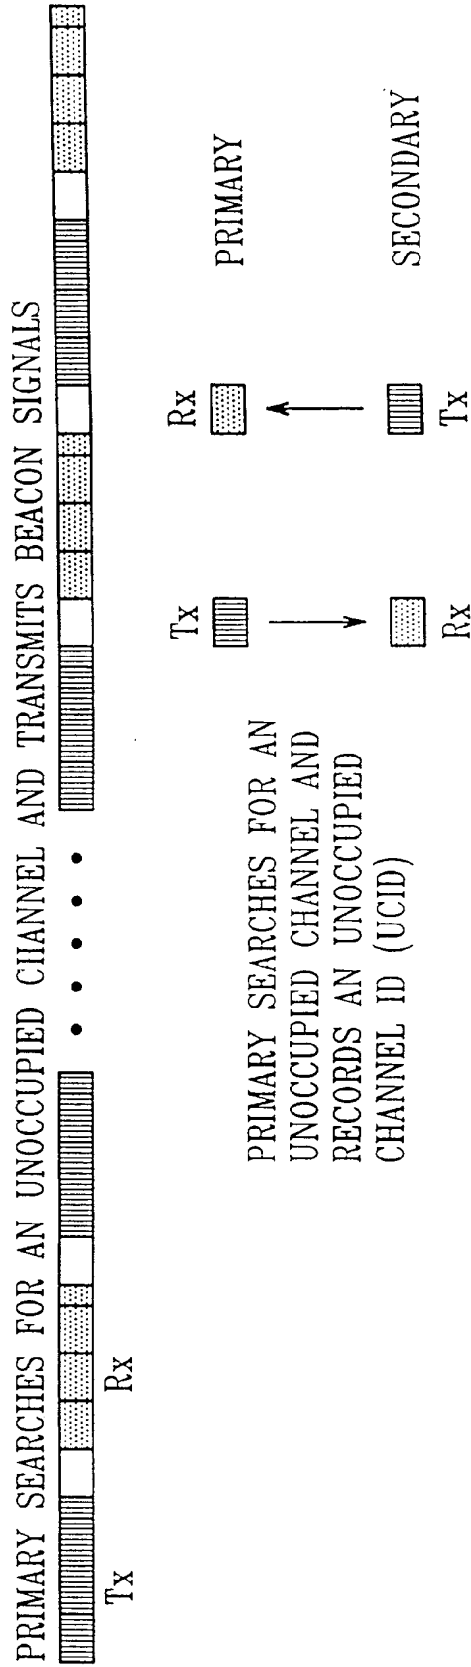 PRIMARY SEARCHES FOR AN UNOCCUPIED CHANNEL AND TRANSMITS BEACON SIGNALS
Tx
Rx
PRIMARY SEARCHES FOR AN
UNOCCUPIED CHANNEL AND
RECORDS AN UNOCCUPIED
CHANNEL ID (UCID)
Tx
Rx
PRIMARY
Rx
Tx
SECONDARY